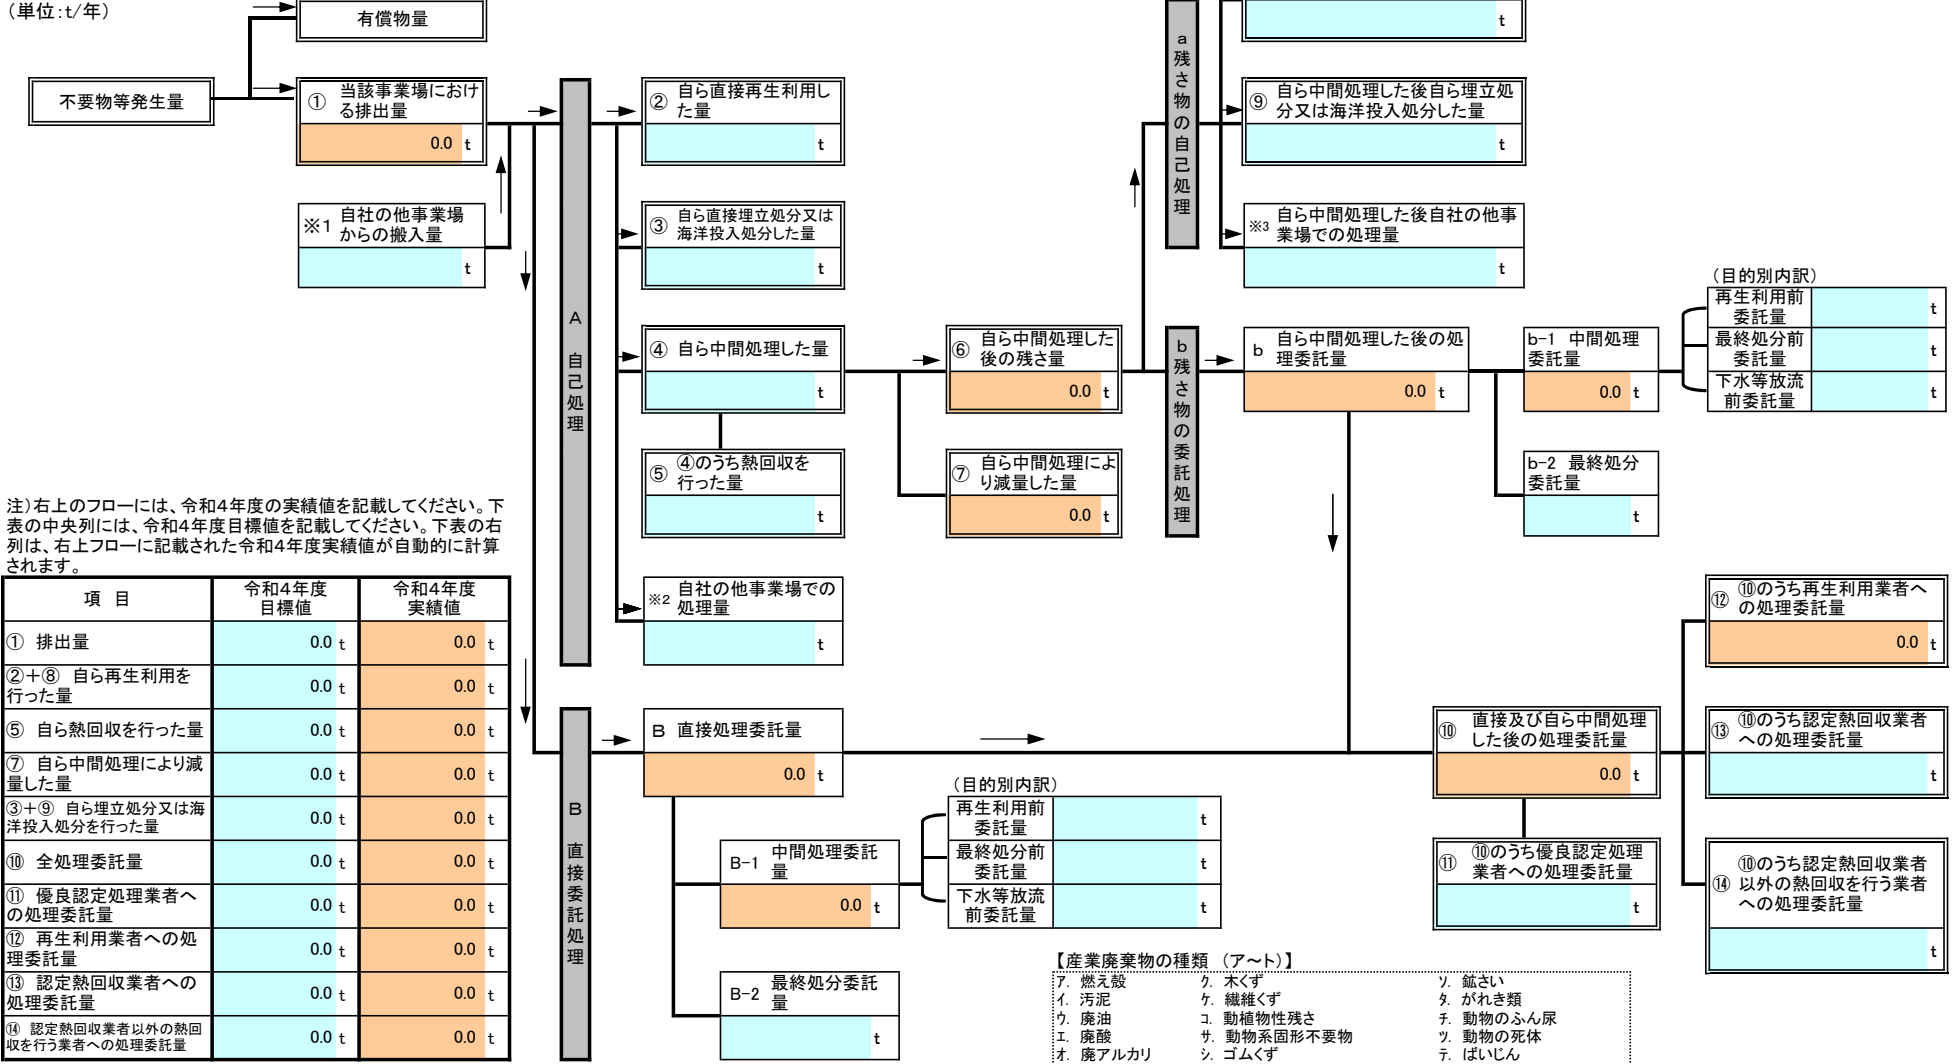 （単位：t/年）
有償物量
t
不要物等発生量
① 当該事業場におけ
る排出量
0.0 t
※1 自社の他事業場
からの搬入量
t
A
自己処理
② 自ら直接再生利用し
た量
t
③ 自ら直接埋立処分又は
海洋投入処分した量
t
④ 自ら中間処理した量
t
⑤ ④のうち熱回収を
行った量
t
※2 自社の他事業場での
処理量
t
⑥ 自ら中間処理した
後の残さ量
0.0 t
⑦ 自ら中間処理によ
り減量した量
0.0 t
a残さ物の自己処理
⑨ 自ら中間処理した後自ら埋立処
分又は海洋投入処分した量
t
※3 自ら中間処理した後自社の他事
業場での処理量
t
b残さ物の委託処理
b 自ら中間処理した後の処
理委託量
0.0 t
b-1 中間処理
委託量
0.0 t
b-2 最終処分
委託量
t
（目的別内訳）
再生利用前
委託量
t
最終処分前
委託量
t
下水等放流
前委託量
t
注）右上のフローには、令和4年度の実績値を記載してください。下
表の中央列には、令和4年度目標値を記載してください。下表の右
列は、右上フローに記載された令和4年度実績値が自動的に計算
されます。
項 目 令和4年度
目標値 令和4年度
実績値
① 排出量 0.0 t 0.0 t
②＋⑧ 自ら再生利用を
行った量 0.0 t 0.0 t
⑤ 自ら熱回収を行った量 0.0 t 0.0 t
⑦ 自ら中間処理により減
量した量 0.0 t 0.0 t
③＋⑨ 自ら埋立処分又は海
洋投入処分を行った量 0.0 t 0.0 t
⑩ 全処理委託量 0.0 t 0.0 t
⑪ 優良認定処理業者へ
の処理委託量 0.0 t 0.0 t
⑫ 再生利用業者への処
理委託量 0.0 t 0.0 t
⑬ 認定熱回収業者への
処理委託量 0.0 t 0.0 t
⑭ 認定熱回収業者以外の熱回
収を行う業者への処理委託量 0.0 t 0.0 t
B
直接委託処理
B 直接処理委託量
0.0 t
B-1 中間処理委託
量
0.0 t
B-2 最終処分委託
量
t
（目的別内訳）
再生利用前
委託量
t
最終処分前
委託量
t
下水等放流
前委託量
t
⑩ 直接及び自ら中間処理
した後の処理委託量
0.0 t
⑪ ⑩のうち優良認定処理
業者への処理委託量
t
⑫ ⑩のうち再生利用業者へ
の処理委託量
0.0 t
⑬ ⑩のうち認定熱回収業者
への処理委託量
t
⑭ ⑩のうち認定熱回収業者
以外の熱回収を行う業者
への処理委託量
t
【産業廃棄物の種類 （ア～ト）】
ア. 燃え殻 ク. 木くず ソ. 鉱さい
イ. 汚泥 ケ. 繊維くず タ. がれき類
ウ. 廃油 コ. 動植物性残さ チ. 動物のふん尿
エ. 廃酸 サ. 動物系固形不要物 ツ. 動物の死体
オ. 廃アルカリ シ. ゴムくず テ. ばいじん